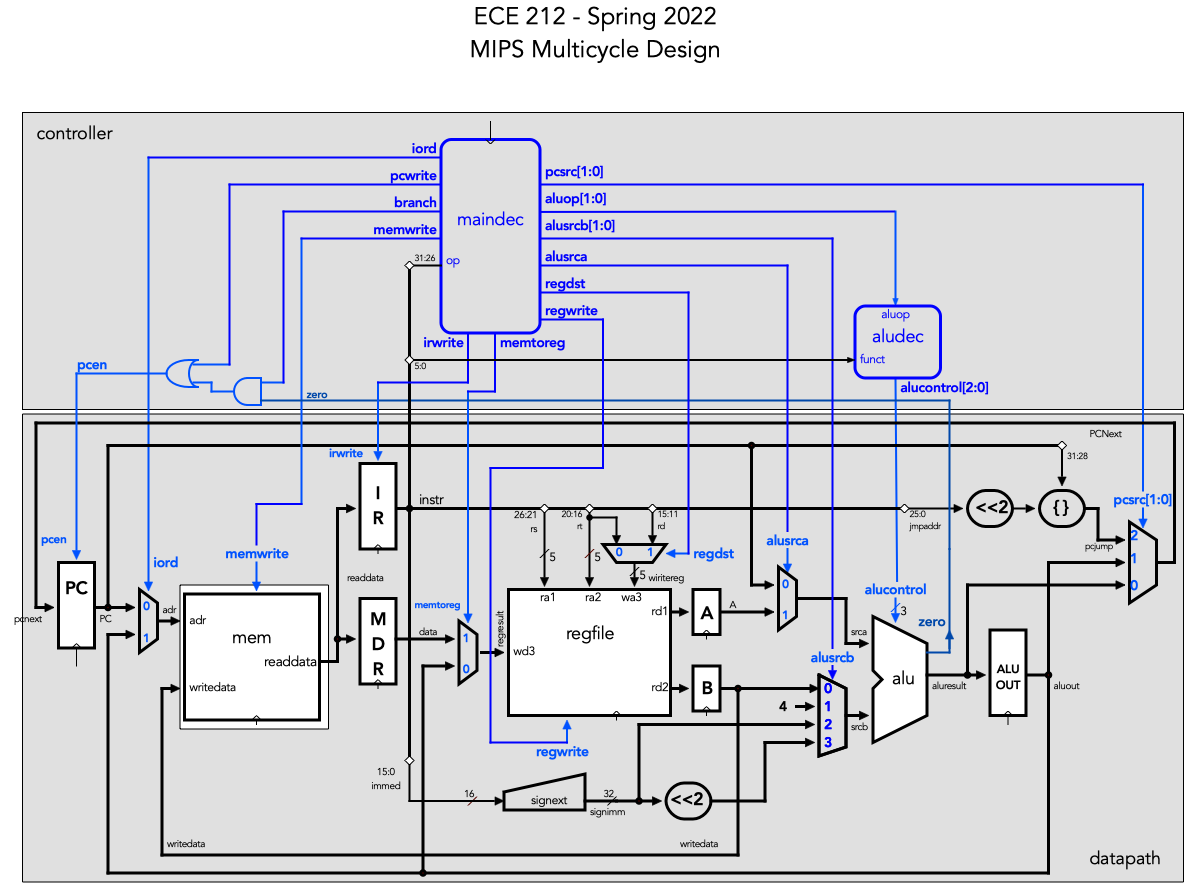 ECE 212 - Spring 2022
MIPS Multicycle Design
controller
iord
pcwrite
branch
memwrite
maindec
op
31:26
pcsrc[1:0]
aluop[1:0]
alusrcb[1:0]
alusrca
regdst
regwrite
irwrite
memtoreg
5:0
aluop
aludec
funct
alucontrol[2:0]
pcen
zero
PCNext
31:28
irwrite
I
R
instr
26:21
rs
20:16
rt
15:11
rd
25:0
jmpaddr
<<2
{}
pcsrc[1:0]
pcen
PC
pcnext
PC
iord
0
1
adr
memwrite
adr
mem
readdata
writedata
readdata
M
D
R
memtoreg
data
1
0
regresult
5
5
0
1
regdst
5
writereg
ra1
ra2
wa3
rd1
regfile
wd3
rd2
regwrite
A
A
B
alusrca
0
1
srca
alusrcb
4
0
1
2
3
srcb
alucontrol
3
zero
alu
aluresult
ALU
OUT
aluout
pcjump
2
1
0
15:0
immed
16
signext
32
signimm
<<2
writedata
writedata
datapath